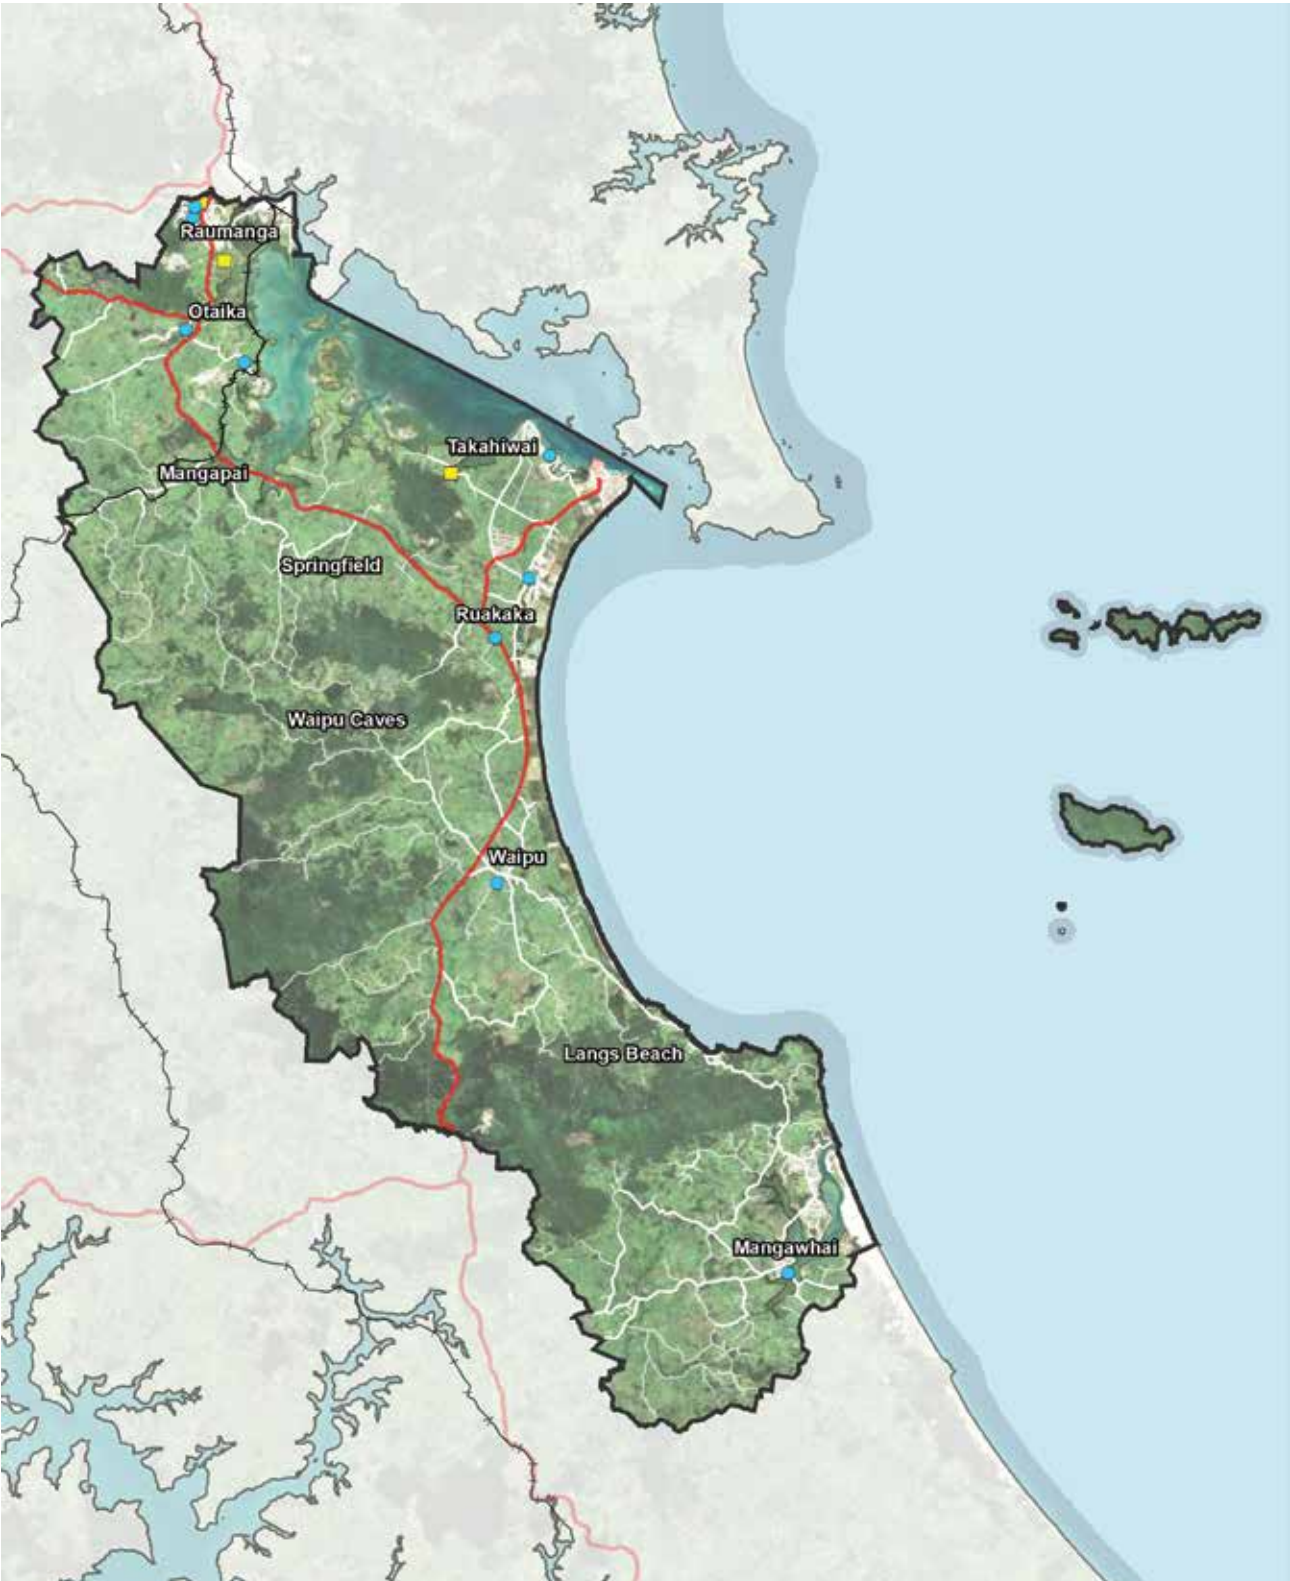 Raumanga
Otaika
Takahiwai
Mangapai
Springfield
Ruakaka
Waipu Caves
Waipu
Langs Beach
Mangawhai